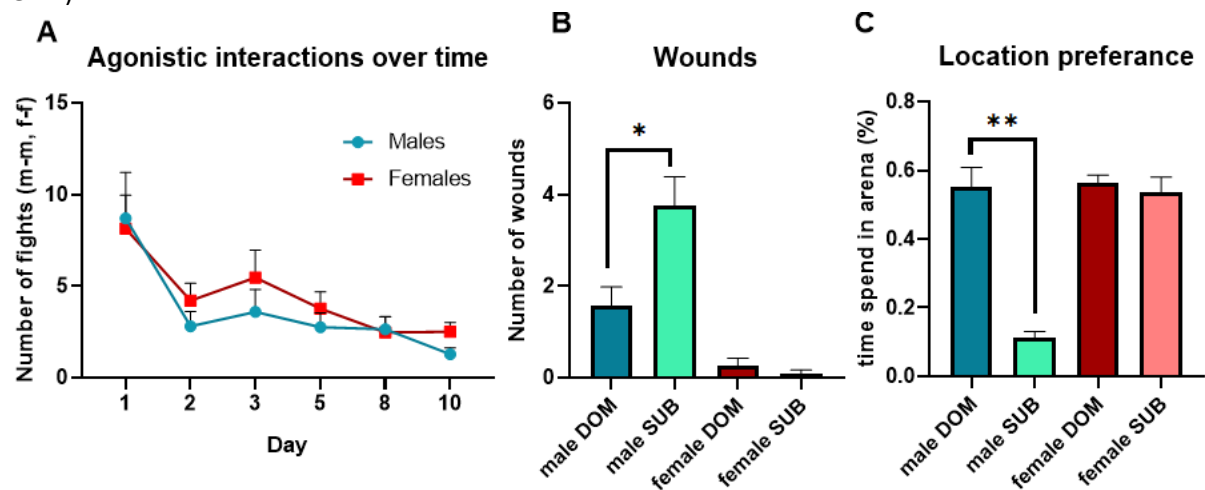 A
Agonistic interactions over time
Number of fights (m-m, f-f)
15
10
5
0
Males
Females
1 2 3 5 8 10
Day
B
Wounds
Number of wounds
6
4
2
0
*
male DOM
male SUB
female DOM
female SUB
C
Location preferance
time spend in arena (%)
0.8
0.6
0.4
0.2
0.0
**
male DOM
male SUB
female DOM
female SUB